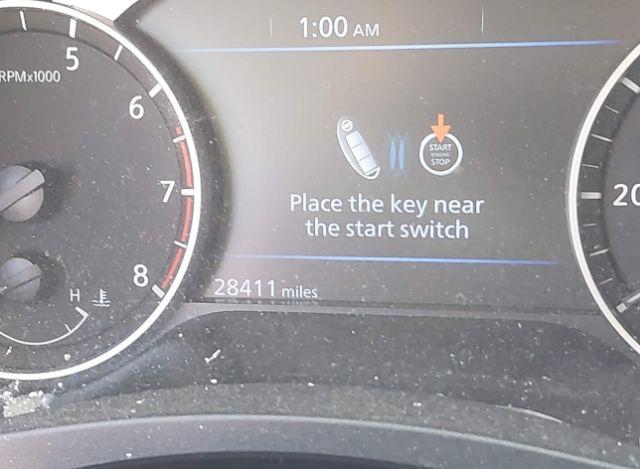 1:00 AM
5
RPMx1000
6
START
ENGINE
STOP
7
20
Place the key near
the start switch
8
28411 miles
H